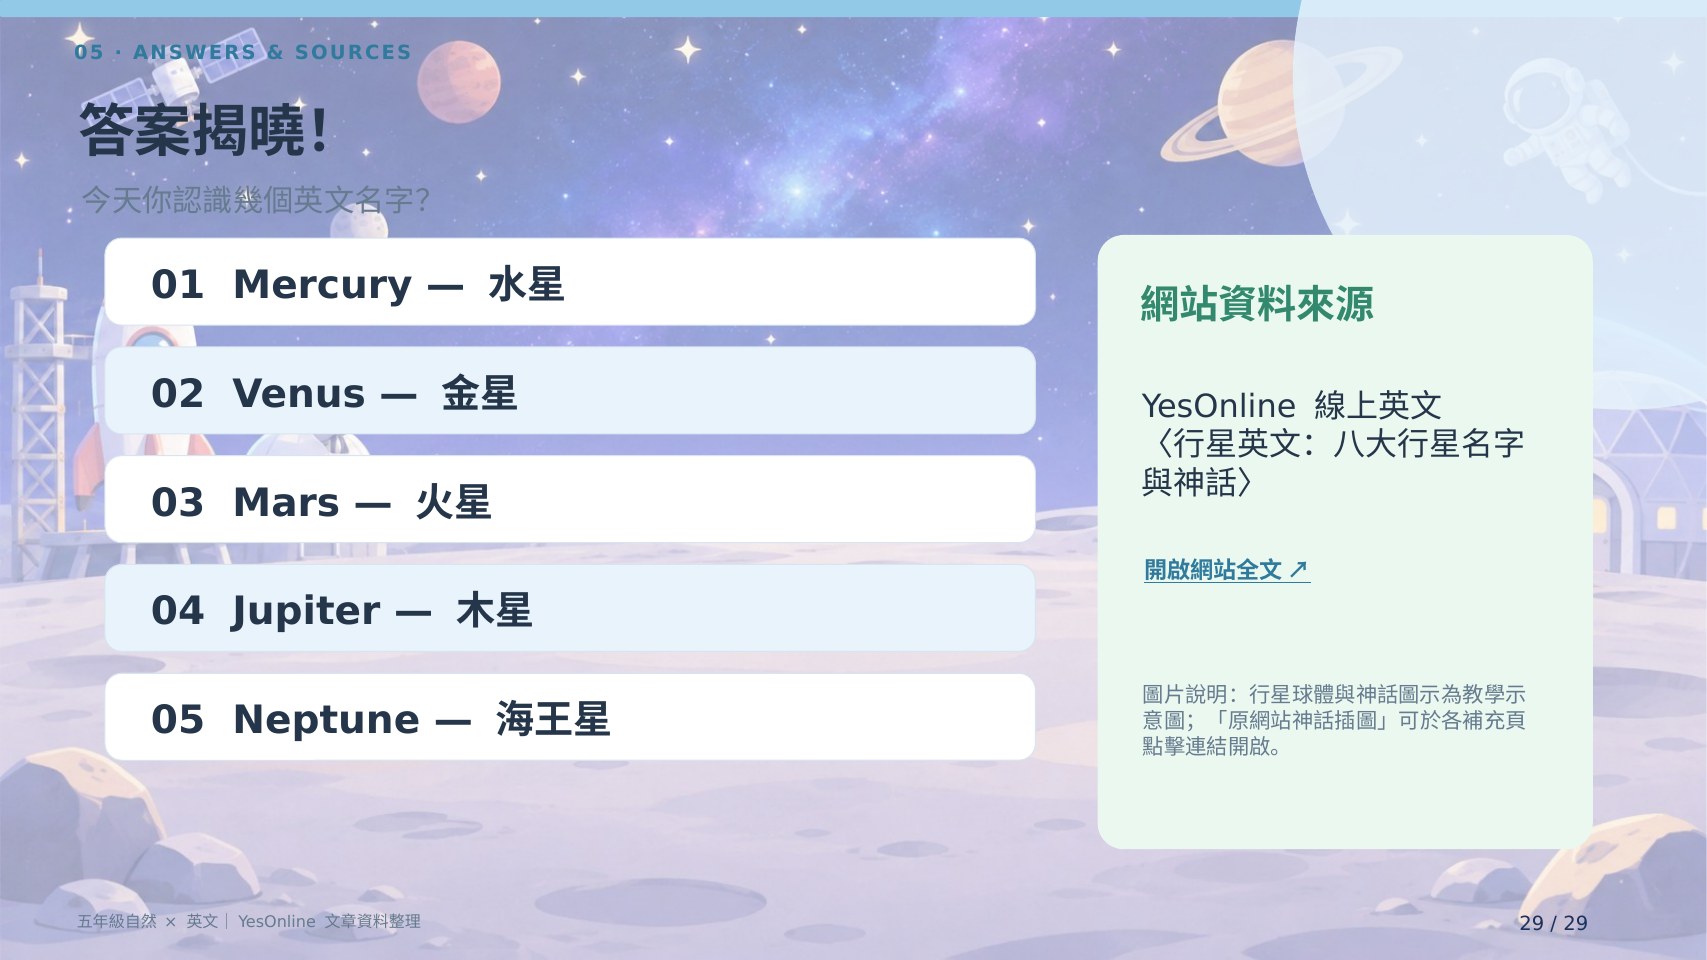 05 · ANSWERS & SOURCES
答案揭曉！
今天你認識幾個英文名字？
01 Mercury — 水星
02 Venus — 金星
03 Mars — 火星
04 Jupiter — 木星
05 Neptune — 海王星
網站資料來源
YesOnline 線上英文
〈行星英文：八大行星名字
與神話〉
開啟網站全文 ↗
圖片說明：行星球體與神話圖示為教學示
意圖；「原網站神話插圖」可於各補充頁
點擊連結開啟。
五年級自然 × 英文｜YesOnline 文章資料整理
29 / 29